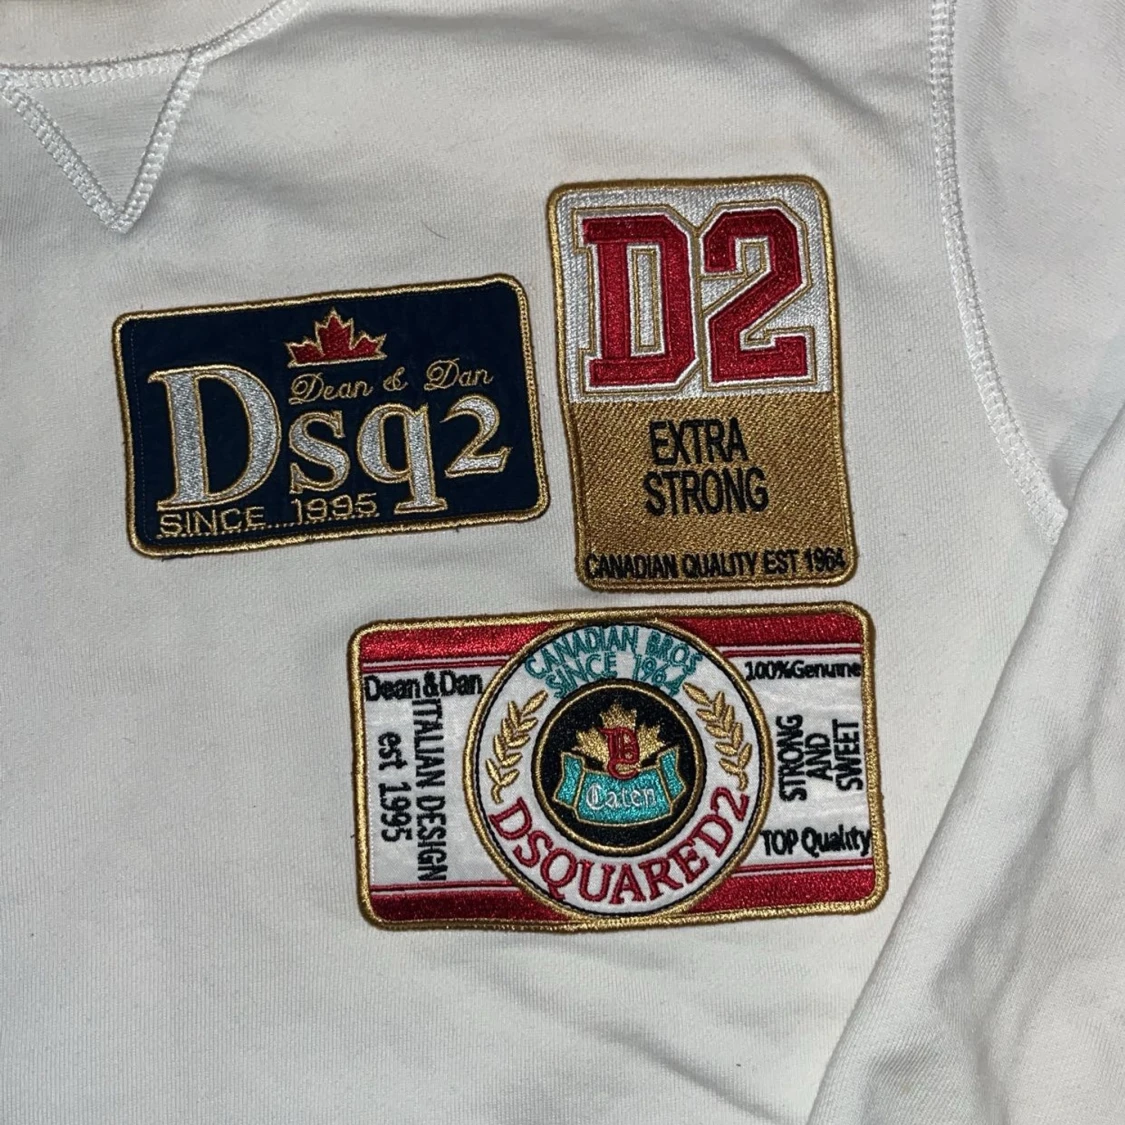 Dean & Dan
Dsq2
SINCE....1995
D2
EXTRA
STRONG
CANADIAN QUALITY EST 1964
CANADIAN BROS
SINCE 1964
Dean&Dan
ITALIAN DESIGN
est 1995
D
Caten
DSQUARED2
100%Genuine
STRONG
AND
SWEET
TOP Quality